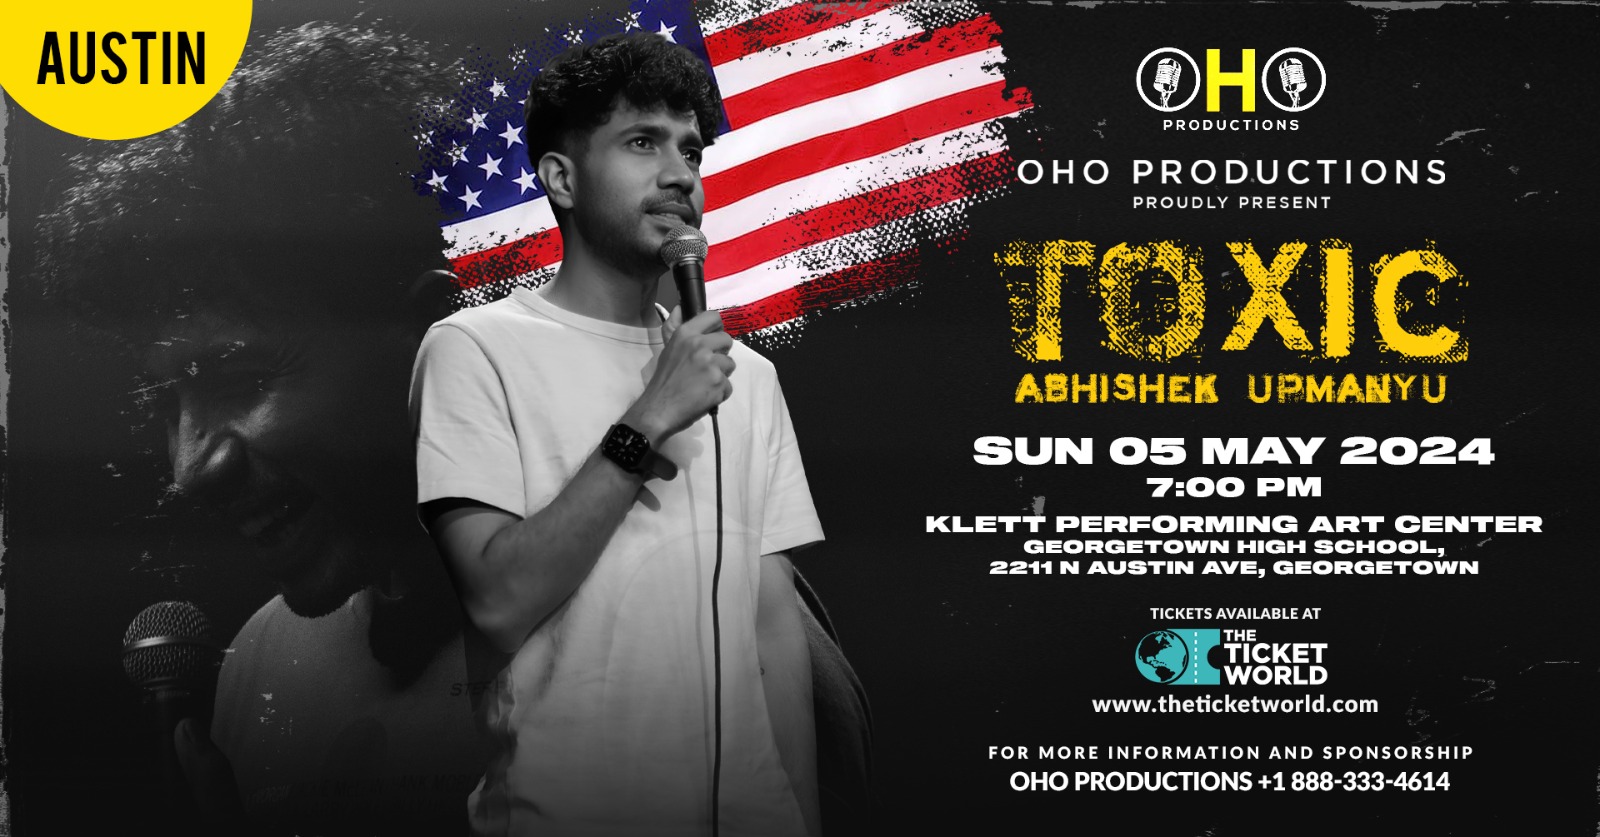 AUSTIN
OHO
PRODUCTIONS
OHO PRODUCTIONS
PROUDLY PRESENT
TOXIC
ABHISHEK UPMANYU
SUN 05 MAY 2024
7:00 PM
KLETT PERFORMING ART CENTER
GEORGETOWN HIGH SCHOOL,
2211 N AUSTIN AVE, GEORGETOWN
TICKETS AVAILABLE AT
THE
TICKET
WORLD
www.theticketworld.com
FOR MORE INFORMATION AND SPONSORSHIP
OHO PRODUCTIONS +1 888-333-4614